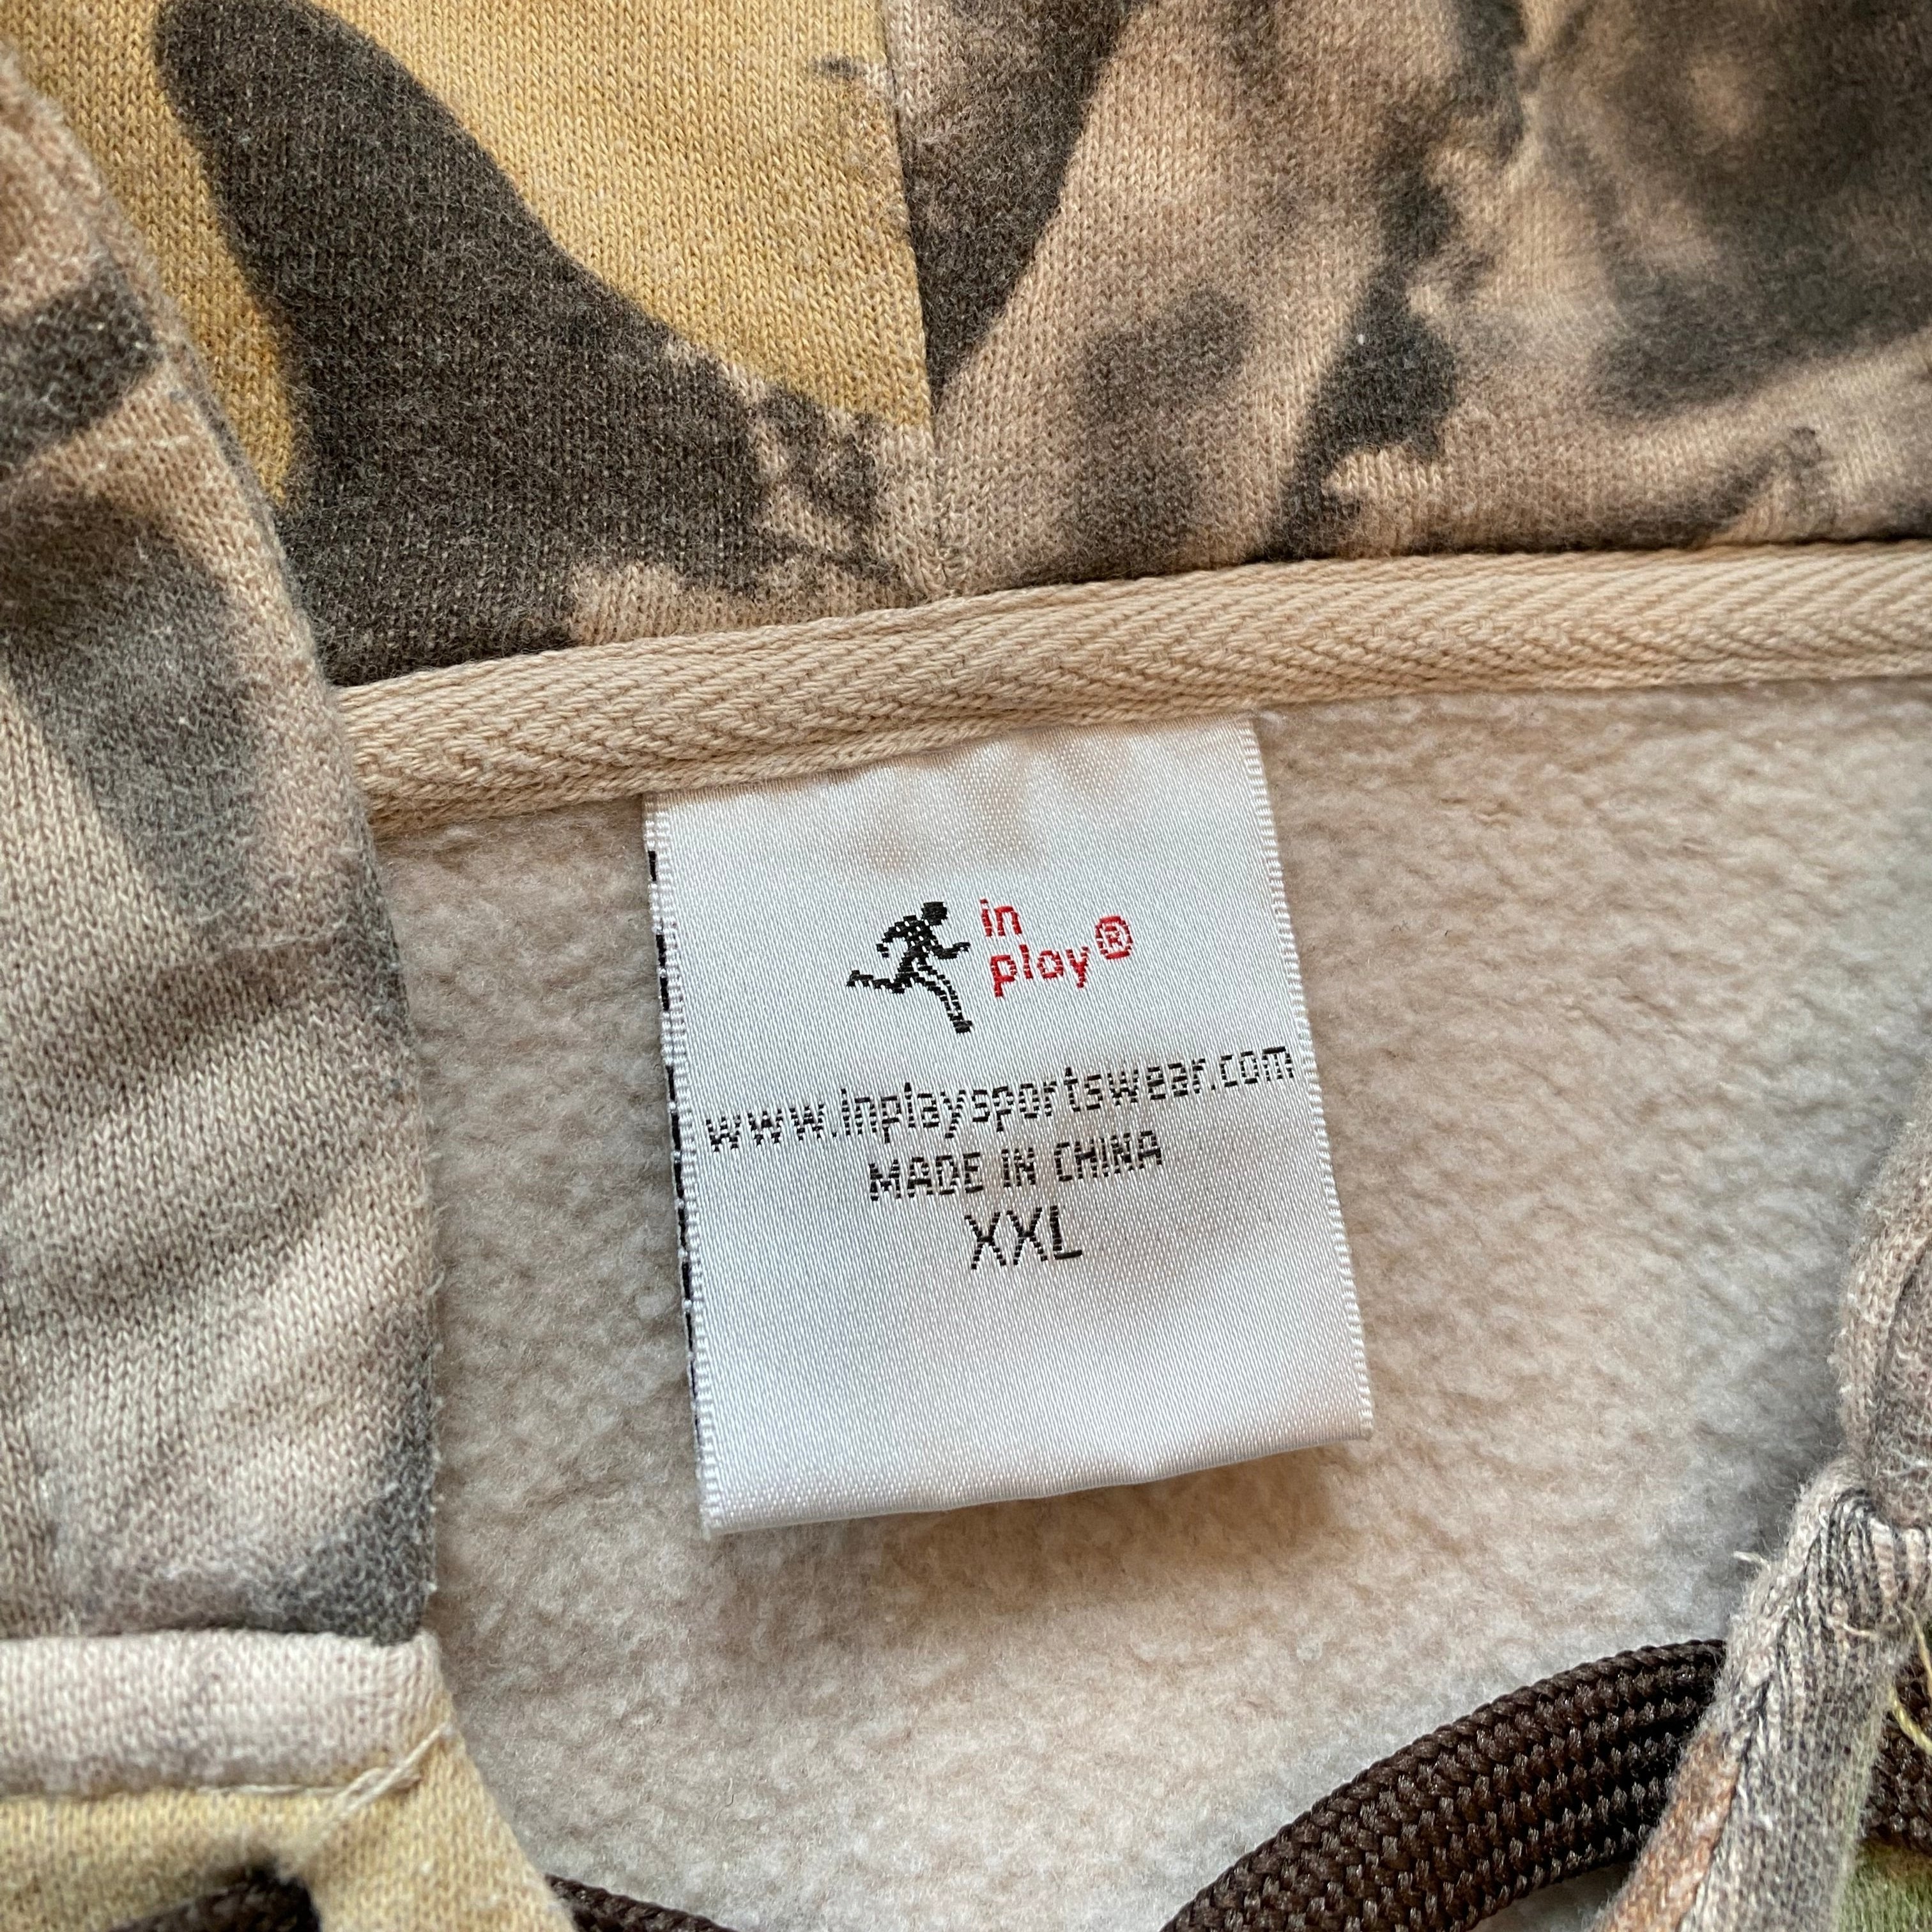 in
play®
www.inplaysportswear.com
MADE IN CHINA
XXL